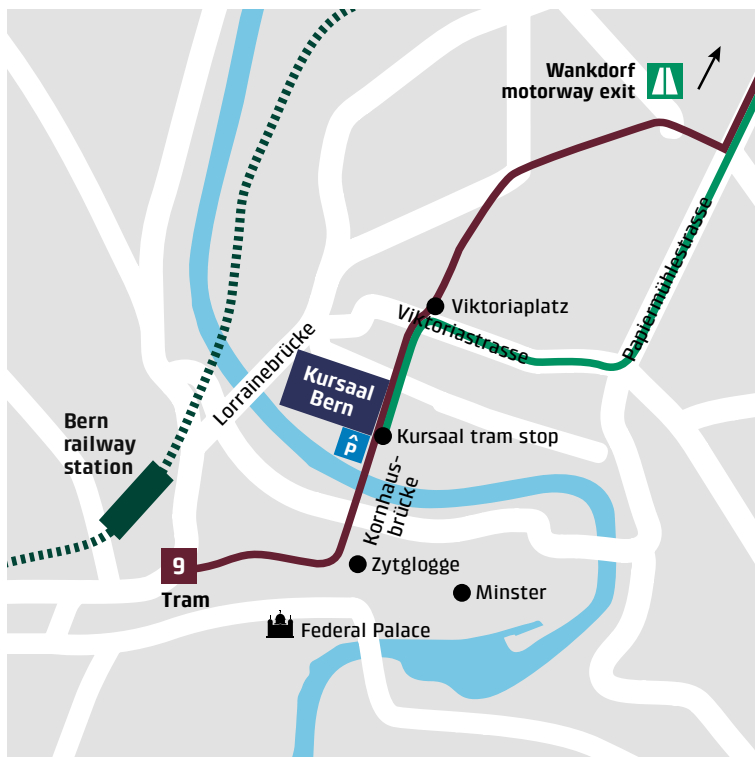 Wankdorf
motorway exit
Papiermühlestrasse
Viktoriaplatz
Viktoriastrasse
Lorrainebrücke
Kursaal
Bern
P
Kursaal tram stop
Bern
railway
station
Kornhaus-
brücke
9
Tram
Zytglogge
Minster
Federal Palace